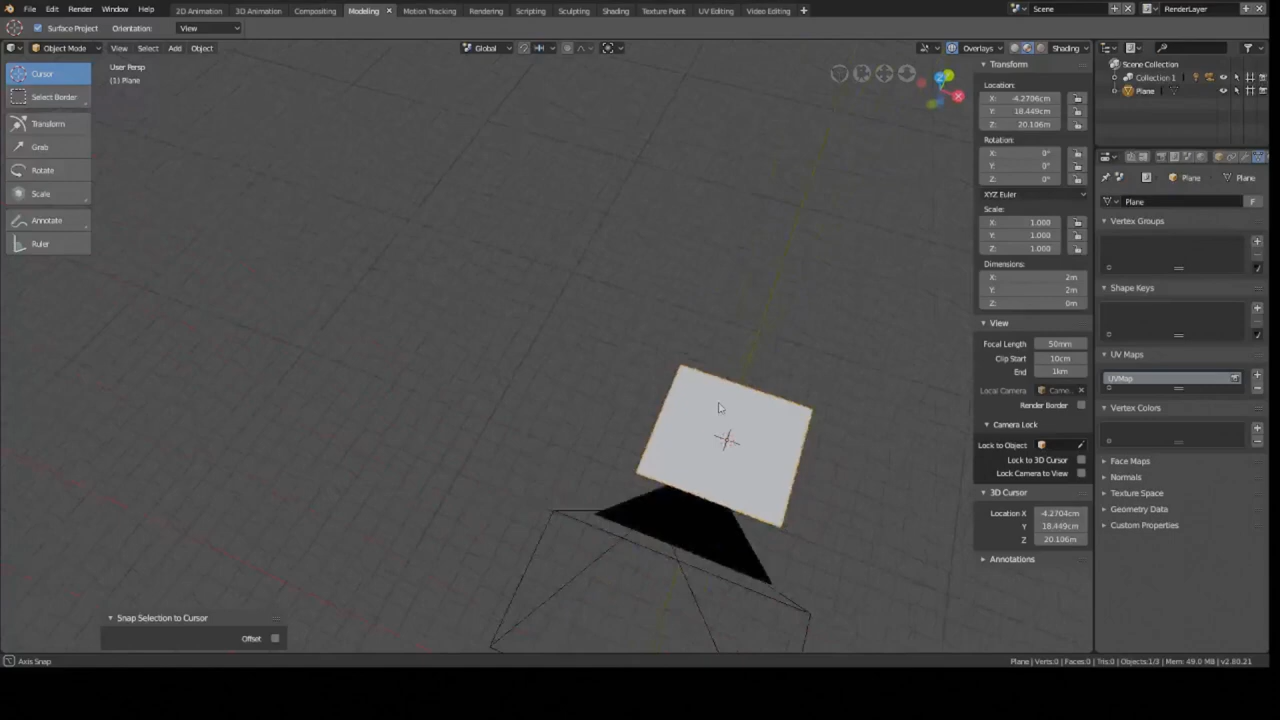 File Edit Render Window Help 2D Animation 3D Animation Compositing Modeling Motion Tracking Rendering Scripting Sculpting Shading Texture Paint UV Editing Video Editing Scene RenderLayer
Surface Project Orientation: View
Object Mode View Select Add Object Global Overlays Shading
User Persp
(1) Plane
Cursor
Select Border
Transform
Grab
Rotate
Scale
Annotate
Ruler
Transform
Location:
X: -4.2706cm
Y: 18.449cm
Z: 20.106m
Rotation:
X: 0°
Y: 0°
Z: 0°
XYZ Euler
Scale:
X: 1.000
Y: 1.000
Z: 1.000
Dimensions:
X: 2m
Y: 2m
Z: 0m
View
Focal Length 50mm
Clip Start 10cm
End 1km
Local Camera Came...
Render Border
Camera Lock
Lock to Object
Lock to 3D Cursor
Lock Camera to View
3D Cursor
Location X -4.2704cm
Y 18.449cm
Z 20.106m
Annotations
Scene Collection
Collection 1
Plane
Plane Plane
Plane F
Vertex Groups
Shape Keys
UV Maps
UVMap
Vertex Colors
Face Maps
Normals
Texture Space
Geometry Data
Custom Properties
Snap Selection to Cursor
Offset
Axis Snap
Plane | Verts:0 | Faces:0 | Tris:0 | Objects:1/3 | Mem: 49.0 MB | v2.80.21